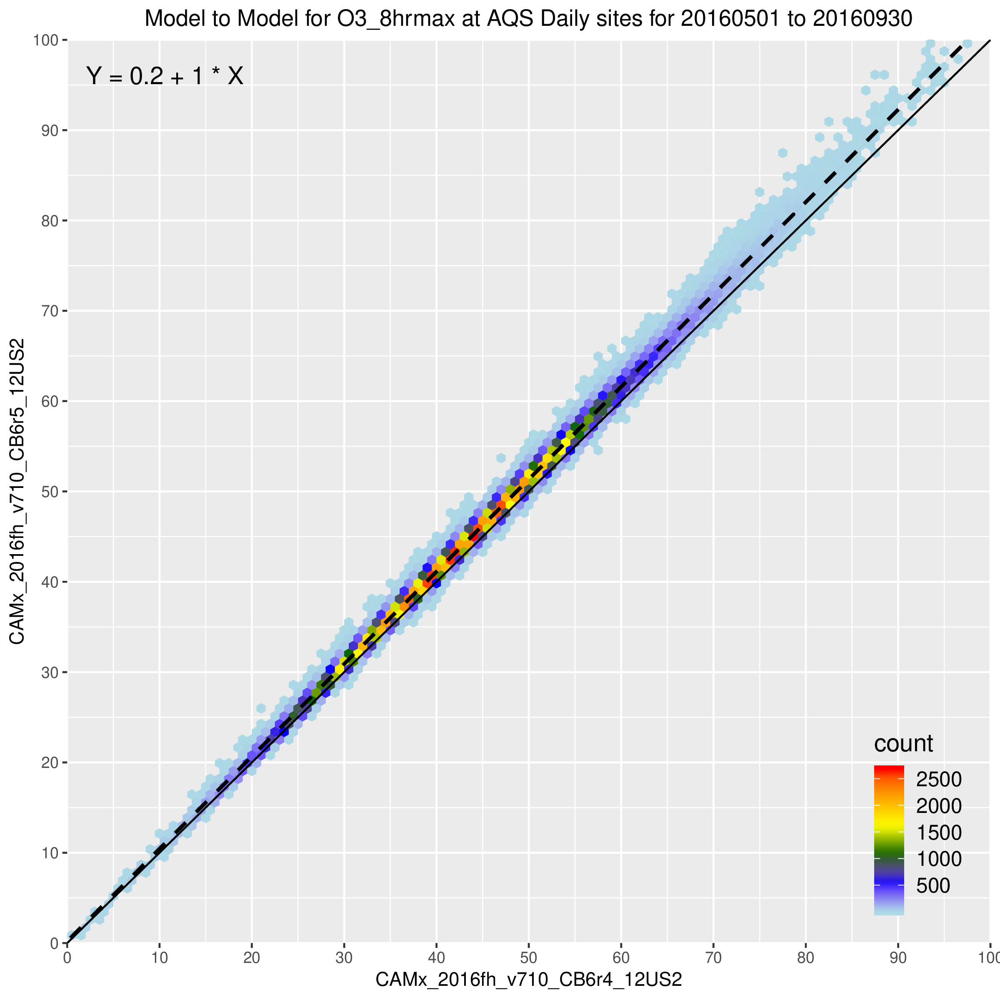 Model to Model for O3_8hrmax at AQS Daily sites for 20160501 to 20160930
100
Y = 0.2 + 1 * X
90
80
70
60
50
40
30
20
10
0
CAMx_2016fh_v710_CB6r5_12US2
count
2500
2000
1500
1000
500
0 10 20 30 40 50 60 70 80 90 100
CAMx_2016fh_v710_CB6r4_12US2